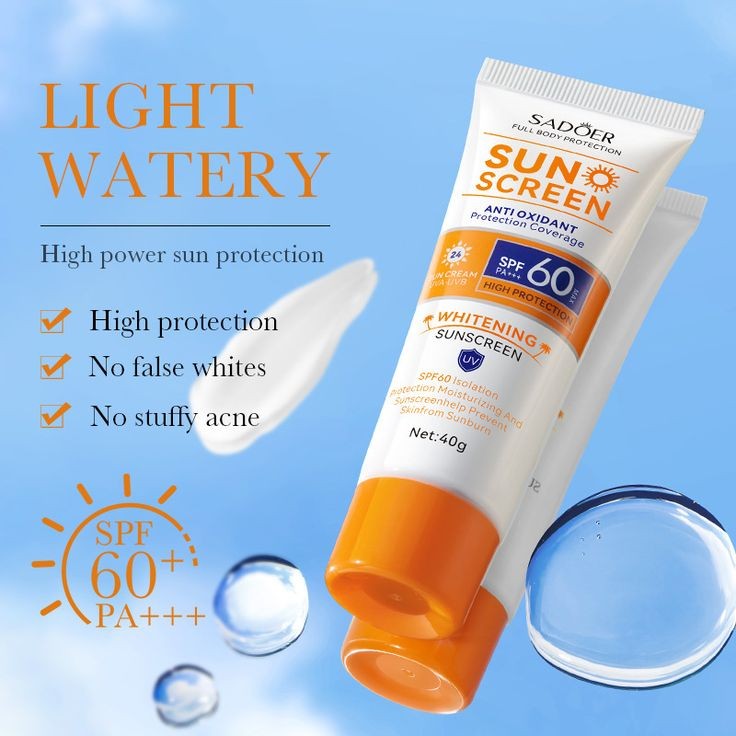 LIGHT
WATERY
High power sun protection
High protection
No false whites
No stuffy acne
SPF
60+
PA+++
SADOER
FULL BODY PROTECTION
SUN
SCREEN
ANTI OXIDANT
Protection Coverage
24
SUN CREAM
UVA-UVB
SPF
PA+++
60
MAX
HIGH PROTECTION
WHITENING
SUNSCREEN
UV
SPF60 Isolation
Protection Moisturizing And
Sunscreenhelp Prevent
Skinfrom Sunburn
Net:40g